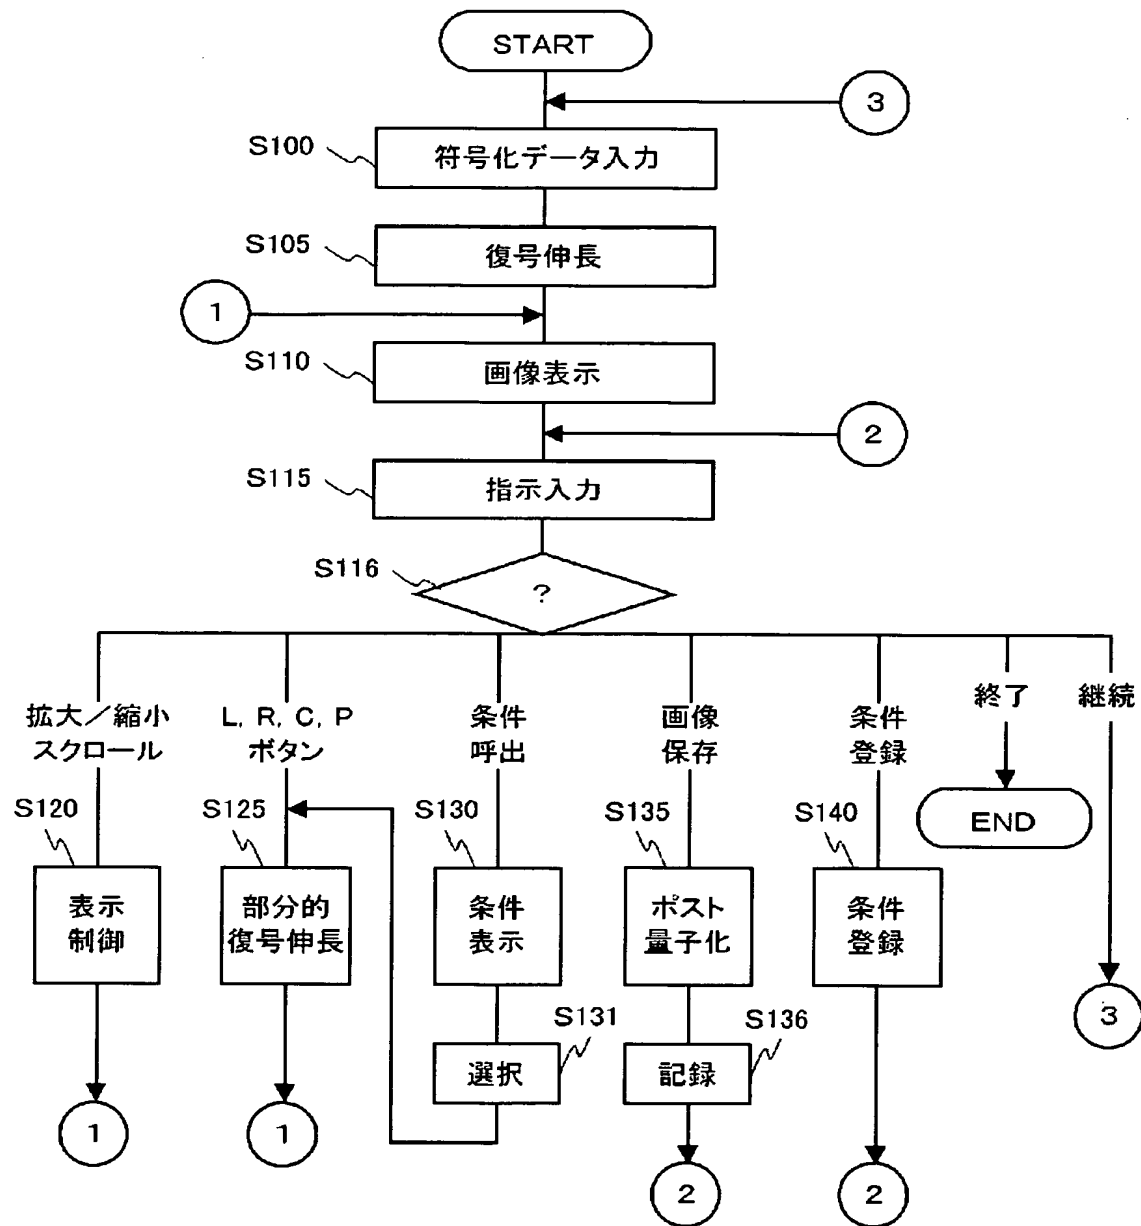 START
3
S100
符号化データ入力
S105
復号伸長
1
S110
画像表示
2
S115
指示入力
S116
?
拡大/縮小
スクロール
L, R, C, P
ボタン
条件
呼出
画像
保存
条件
登録
終了
継続
S120
S125
S130
S135
S140
END
表示
制御
部分的
復号伸長
条件
表示
ポスト
量子化
条件
登録
3
S131
S136
選択
記録
1
1
2
2